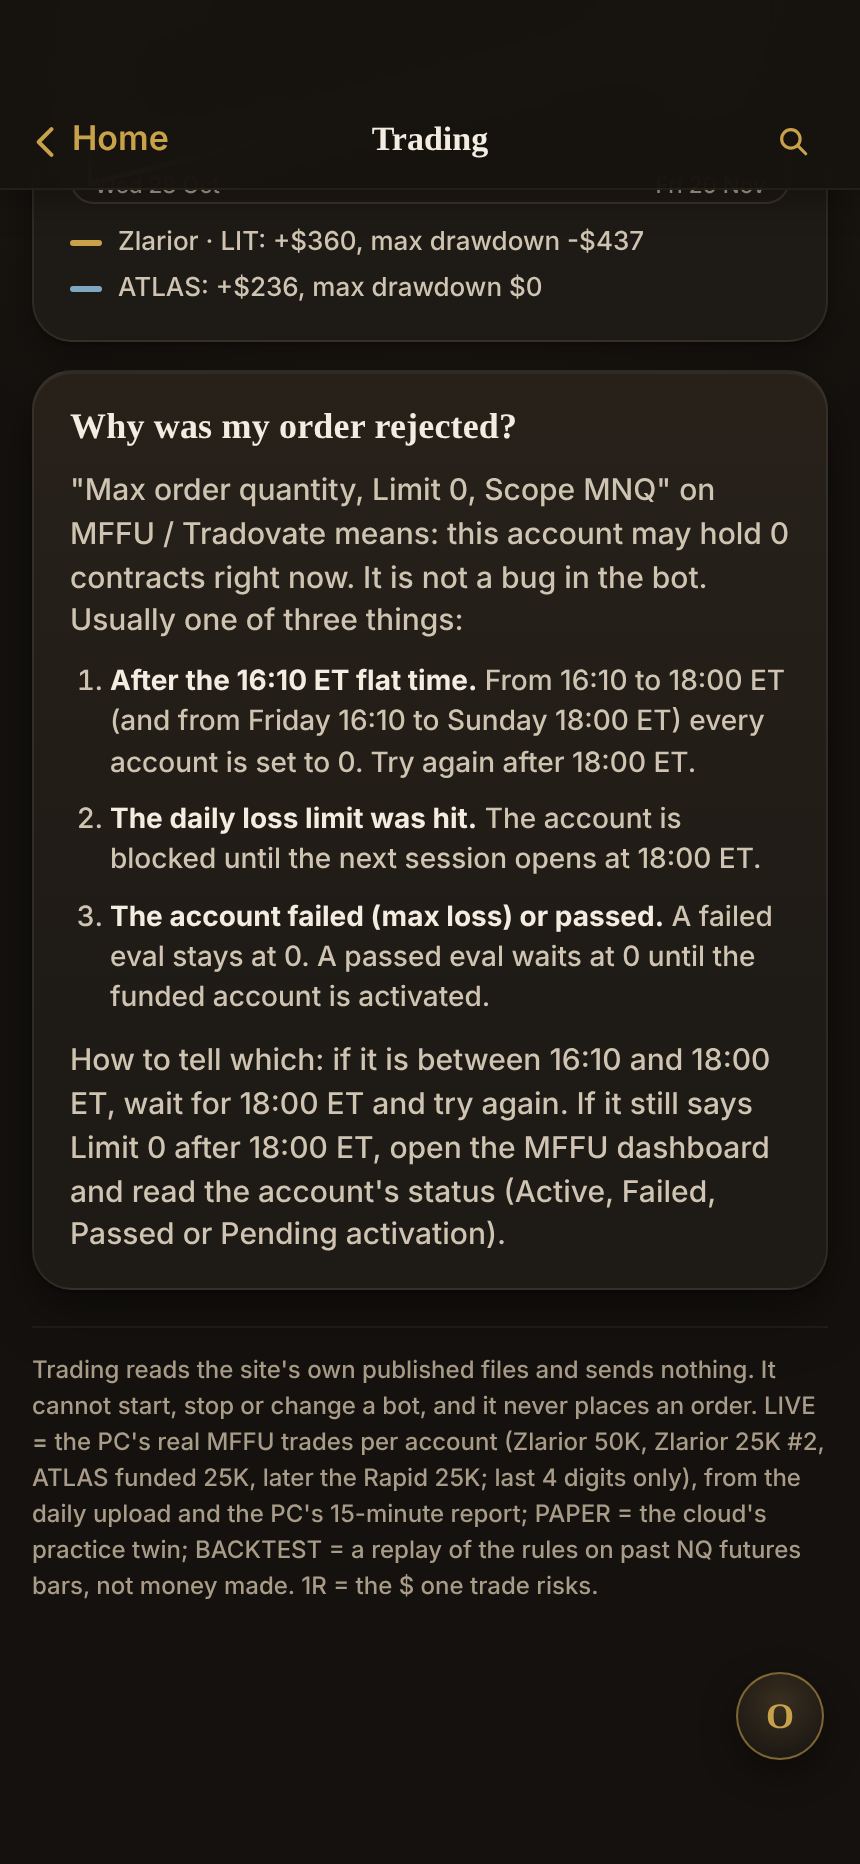 Home
Trading
Zlarior · LIT: +$360, max drawdown -$437
ATLAS: +$236, max drawdown $0
Why was my order rejected?
"Max order quantity, Limit 0, Scope MNQ" on
MFFU / Tradovate means: this account may hold 0
contracts right now. It is not a bug in the bot.
Usually one of three things:
1. After the 16:10 ET flat time. From 16:10 to 18:00 ET
(and from Friday 16:10 to Sunday 18:00 ET) every
account is set to 0. Try again after 18:00 ET.
2. The daily loss limit was hit. The account is
blocked until the next session opens at 18:00 ET.
3. The account failed (max loss) or passed. A failed
eval stays at 0. A passed eval waits at 0 until the
funded account is activated.
How to tell which: if it is between 16:10 and 18:00
ET, wait for 18:00 ET and try again. If it still says
Limit 0 after 18:00 ET, open the MFFU dashboard
and read the account's status (Active, Failed,
Passed or Pending activation).
Trading reads the site's own published files and sends nothing. It
cannot start, stop or change a bot, and it never places an order. LIVE
= the PC's real MFFU trades per account (Zlarior 50K, Zlarior 25K #2,
ATLAS funded 25K, later the Rapid 25K; last 4 digits only), from the
daily upload and the PC's 15-minute report; PAPER = the cloud's
practice twin; BACKTEST = a replay of the rules on past NQ futures
bars, not money made. 1R = the $ one trade risks.
O